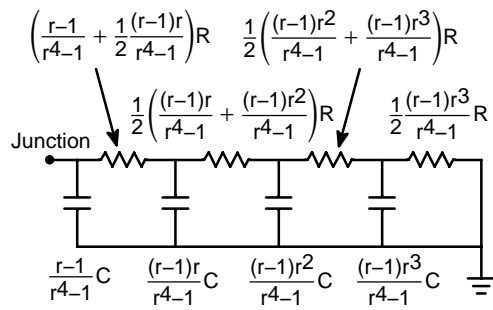 (r–1/r4–1 + 1/2 (r–1)r/r4–1)R
1/2((r–1)r2/r4–1 + (r–1)r3/r4–1)R
1/2((r–1)r/r4–1 + (r–1)r2/r4–1)R
1/2 (r–1)r3/r4–1 R
Junction
r–1/r4–1 C
(r–1)r/r4–1 C
(r–1)r2/r4–1 C
(r–1)r3/r4–1 C